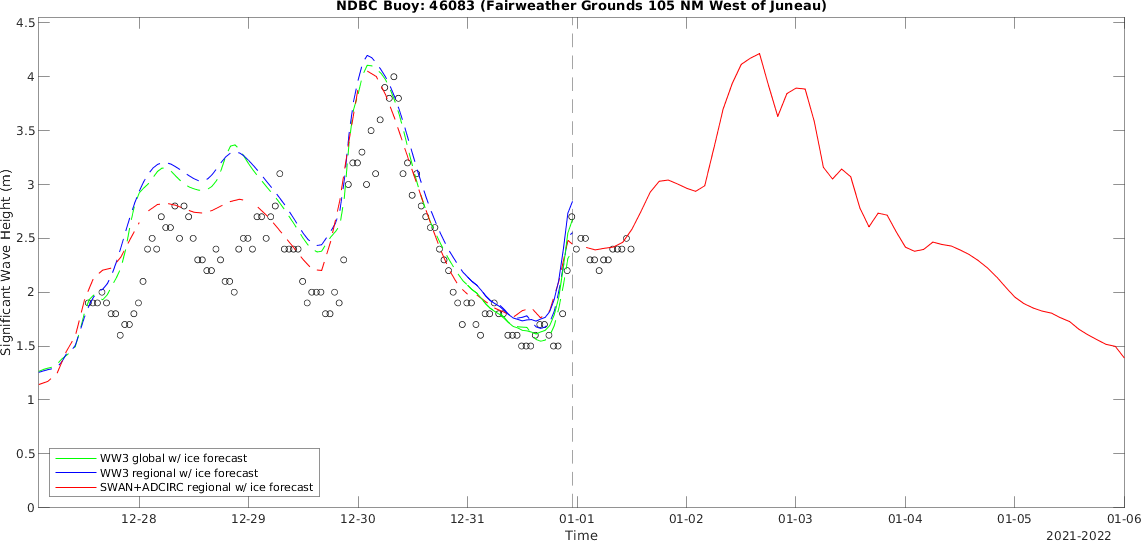 NDBC Buoy: 46083 (Fairweather Grounds 105 NM West of Juneau)
4.5
4
3.5
3
2.5
2
1.5
1
0.5
0
Significant Wave Height (m)
WW3 global w/ ice forecast
WW3 regional w/ ice forecast
SWAN+ADCIRC regional w/ ice forecast
12-28 12-29 12-30 12-31 01-01 01-02 01-03 01-04 01-05 01-06
Time
2021-2022